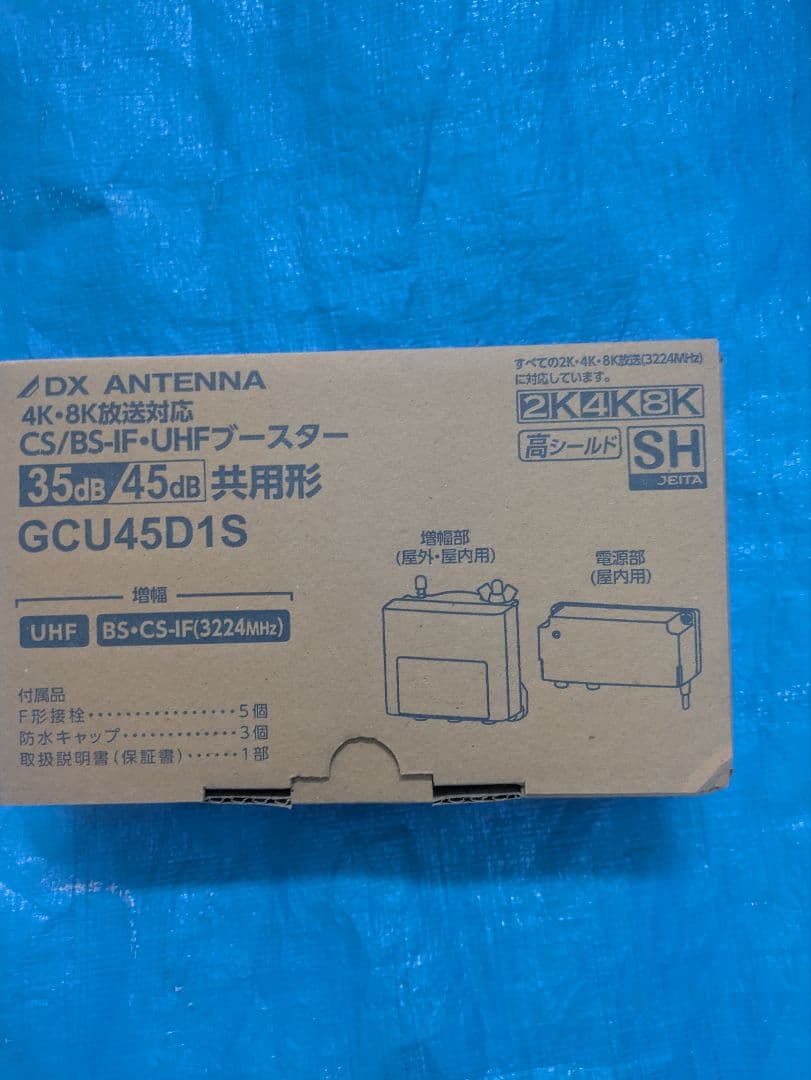 DX ANTENNA
4K・8K放送対応
CS/BS-IF・UHFブースター
35dB/45dB 共用形
GCU45D1S
増幅
UHF BS・CS-IF(3224MHz)
付属品
F形接栓・・・・・・・・・・・・・・・・5個
防水キャップ・・・・・・・・・・・・・3個
取扱説明書(保証書)・・・・・・1部
すべての2K・4K・8K放送(3224MHz)
に対応しています。
2K4K8K
高シールド SH
JEITA
増幅部
(屋外・屋内用)
電源部
(屋内用)